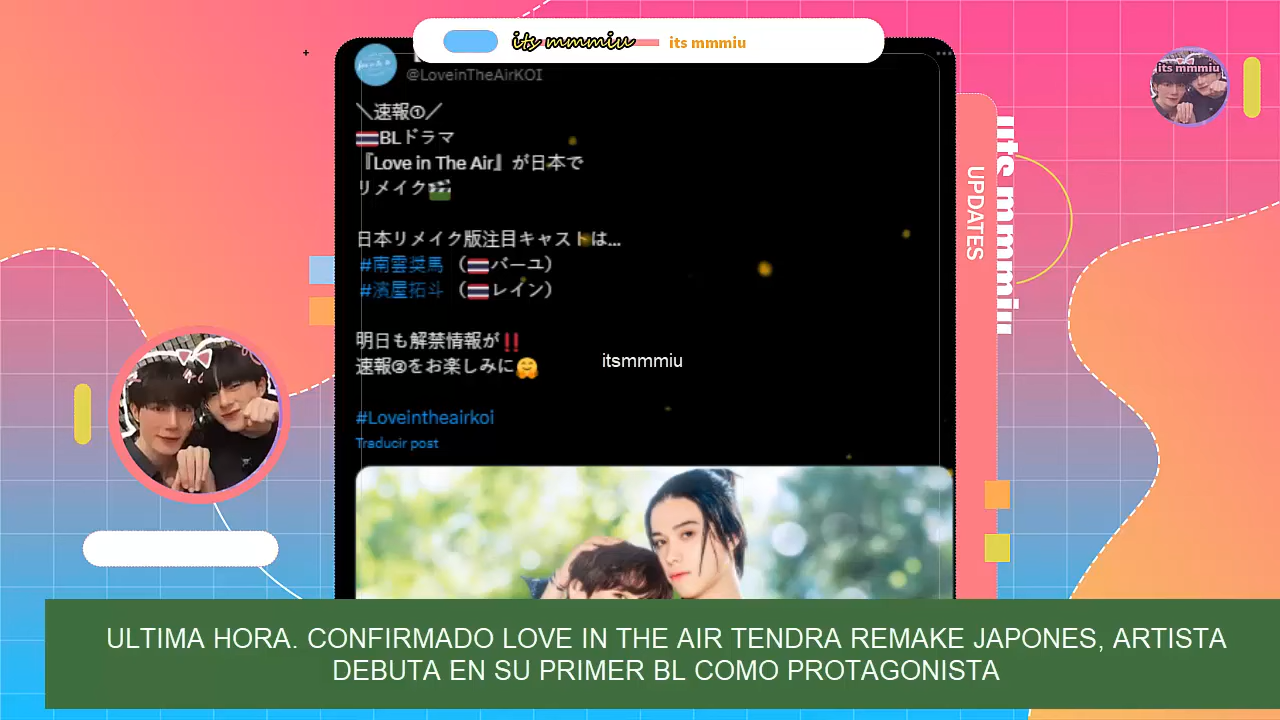 its mmmiu its mmmiu
@LoveinTheAirKOI
its mmmiu
＼速報①／
BLドラマ
『Love in The Air』が日本で
リメイク
日本リメイク版注目キャストは...
#南雲奨馬 （パーユ）
#濱屋拓斗 （レイン）
明日も解禁情報が‼
速報②をお楽しみに
itsmmmiu
#Loveintheairkoi
Traducir post
UPDATES
its mmmiu
ULTIMA HORA. CONFIRMADO LOVE IN THE AIR TENDRA REMAKE JAPONES, ARTISTA
DEBUTA EN SU PRIMER BL COMO PROTAGONISTA